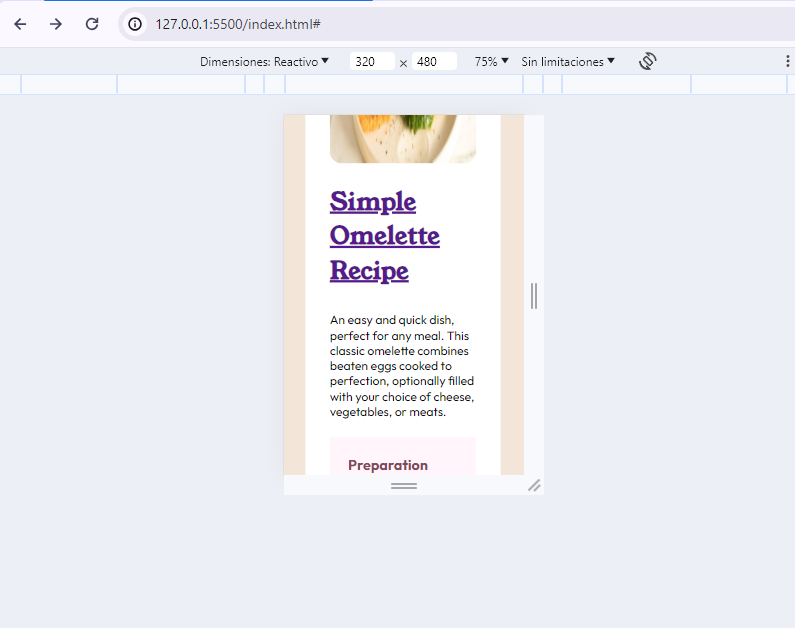 127.0.0.1:5500/index.html#
Dimensiones: Reactivo 320 × 480 75% Sin limitaciones
Simple
Omelette
Recipe
An easy and quick dish,
perfect for any meal. This
classic omelette combines
beaten eggs cooked to
perfection, optionally filled
with your choice of cheese,
vegetables, or meats.
Preparation